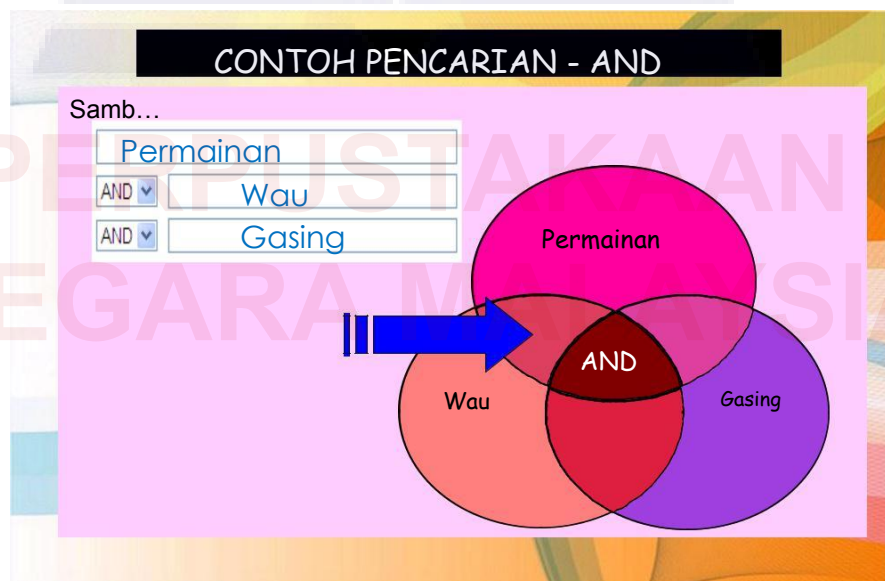 CONTOH PENCARIAN - AND
Samb…
Permainan
AND Wau
AND Gasing
Permainan
AND
Wau
Gasing
PERPUSTAKAAN
NEGARA MALAYSIA